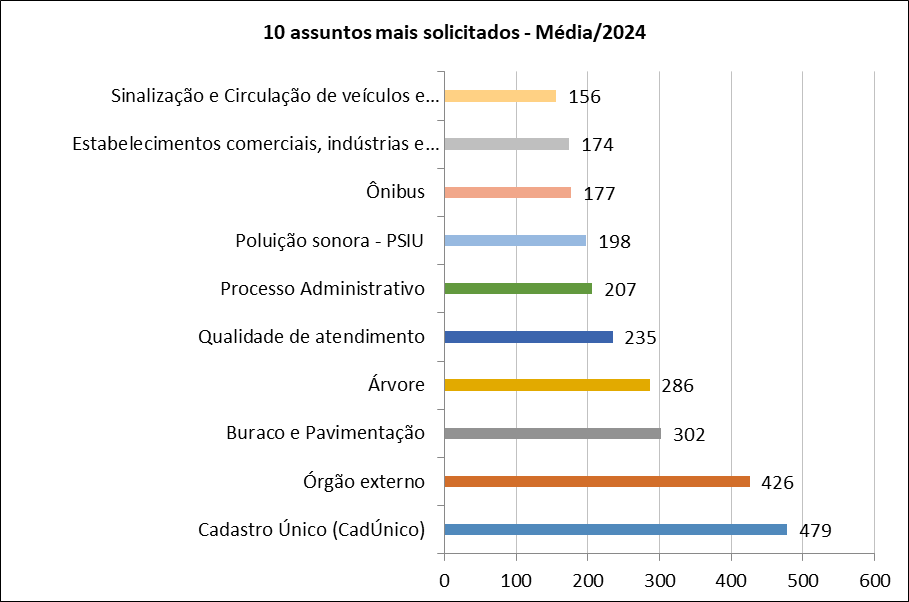 10 assuntos mais solicitados - Média/2024
Sinalização e Circulação de veículos e... 156
Estabelecimentos comerciais, indústrias e... 174
Ônibus 177
Poluição sonora - PSIU 198
Processo Administrativo 207
Qualidade de atendimento 235
Árvore 286
Buraco e Pavimentação 302
Órgão externo 426
Cadastro Único (CadÚnico) 479
0 100 200 300 400 500 600